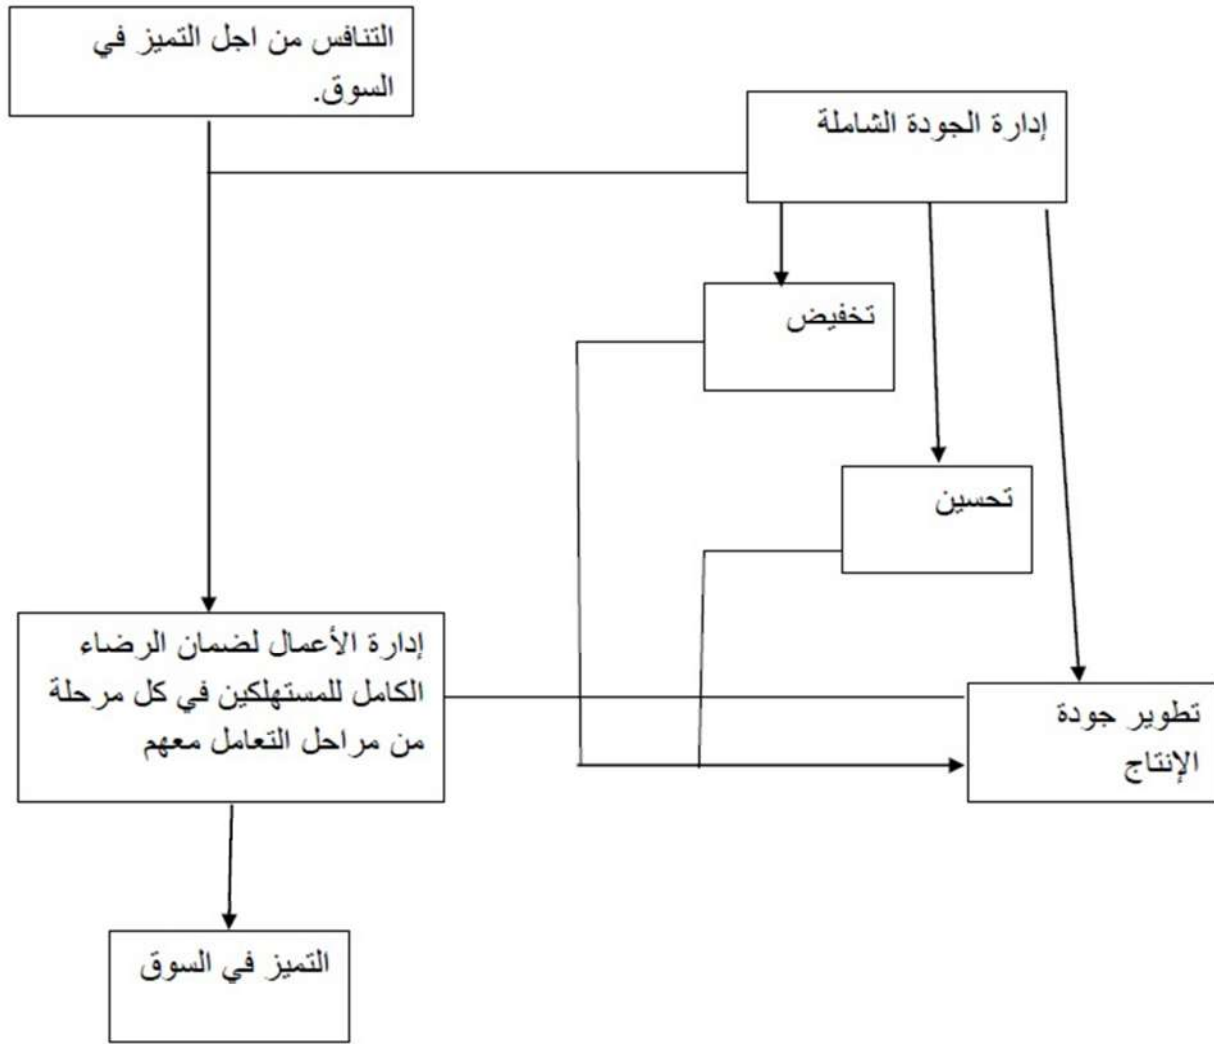 التنافس من اجل التميز في
السوق.
إدارة الجودة الشاملة
تخفيض
تحسين
إدارة الأعمال لضمان الرضاء
الكامل للمستهلكين في كل مرحلة
من مراحل التعامل معهم
تطوير جودة
الإنتاج
التميز في السوق